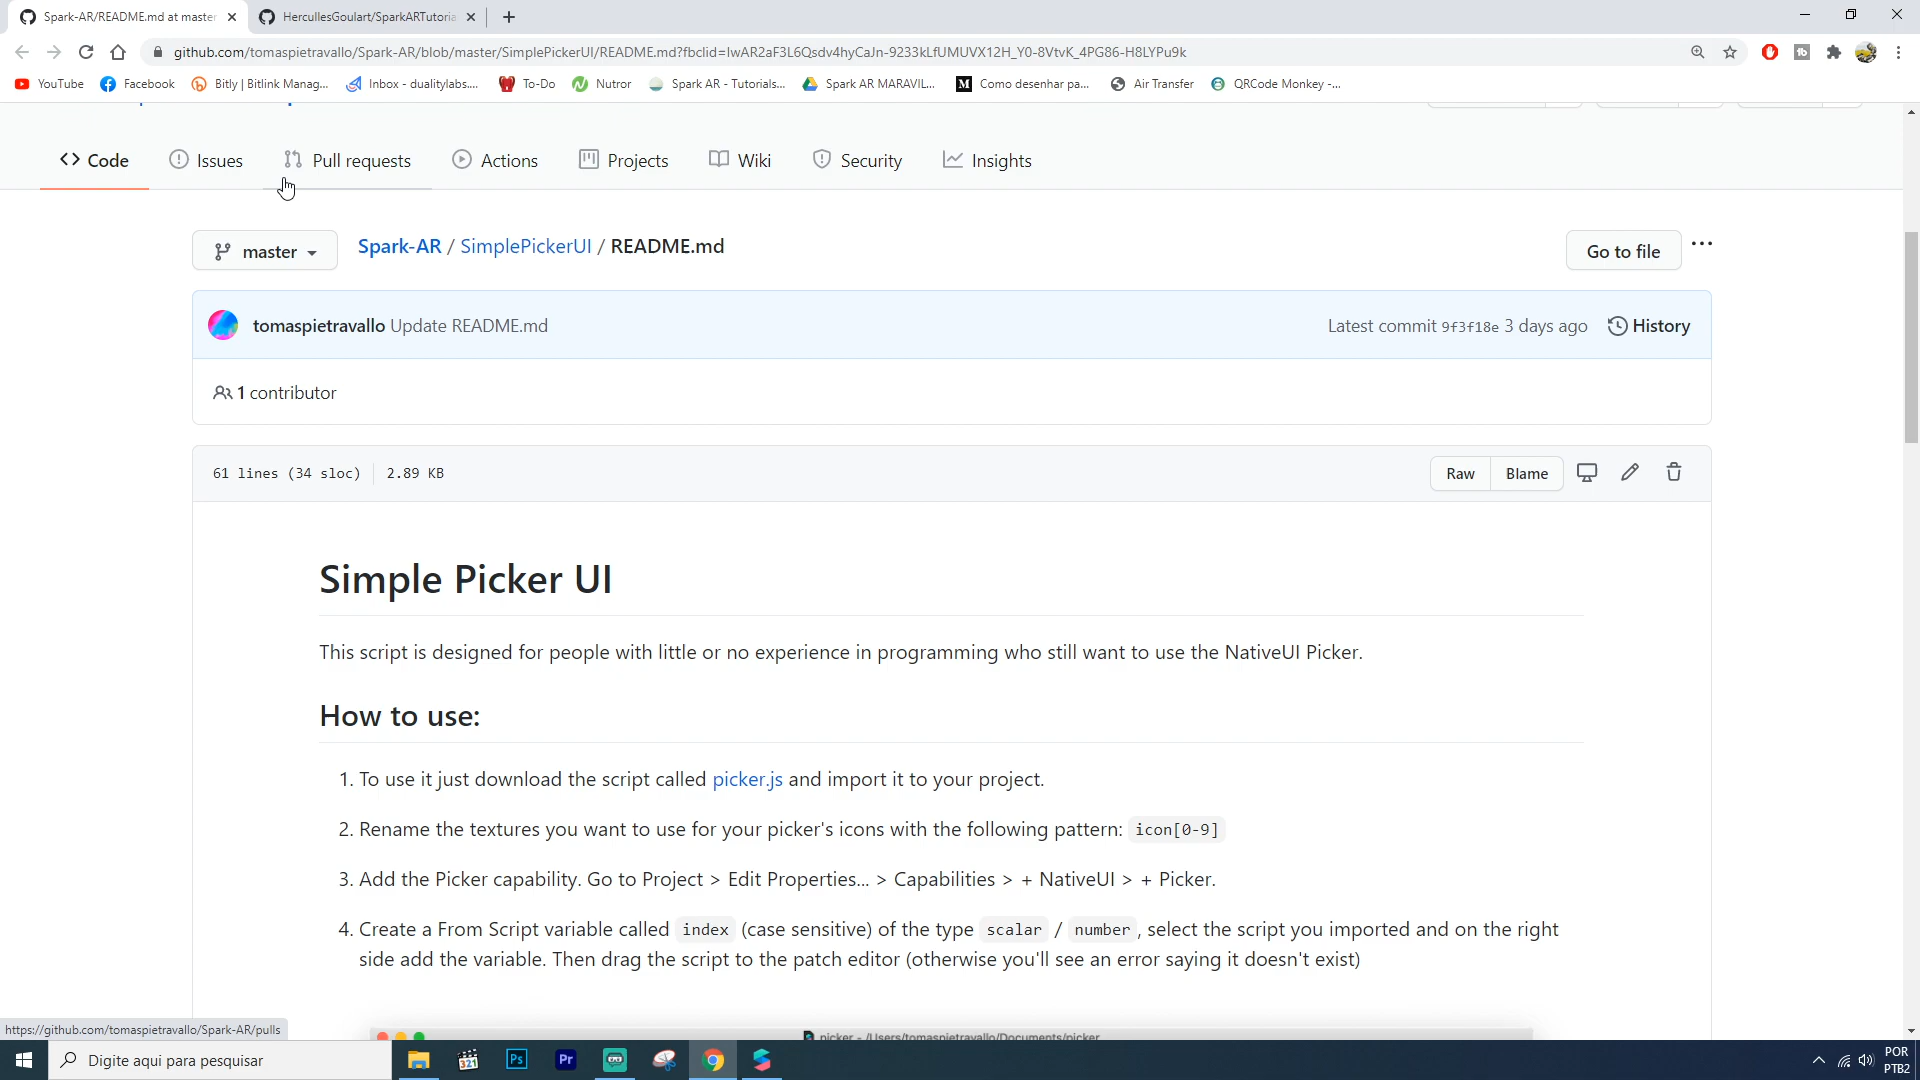 Spark-AR/README.md at master
HercullesGoulart/SparkARTutoria
github.com/tomaspietravallo/Spark-AR/blob/master/SimplePickerUI/README.md?fbclid=IwAR2aF3L6Qsdv4hyCaJn-9233kLfUMUVX12H_Y0-8VtvK_4PG86-H8LYPu9k
YouTube
Facebook
Bitly | Bitlink Manag...
Inbox - dualitylabs....
To-Do
Nutror
Spark AR - Tutorials...
Spark AR MARAVIL...
Como desenhar pa...
Air Transfer
QRCode Monkey -...
Code
Issues
Pull requests
Actions
Projects
Wiki
Security
Insights
master
Spark-AR / SimplePickerUI / README.md
Go to file
tomaspietravallo Update README.md
Latest commit 9f3f18e 3 days ago
History
1 contributor
61 lines (34 sloc)
2.89 KB
Raw
Blame
Simple Picker UI
This script is designed for people with little or no experience in programming who still want to use the NativeUI Picker.
How to use:
1. To use it just download the script called picker.js and import it to your project.
2. Rename the textures you want to use for your picker's icons with the following pattern: icon[0-9]
3. Add the Picker capability. Go to Project > Edit Properties... > Capabilities > + NativeUI > + Picker.
4. Create a From Script variable called index (case sensitive) of the type scalar / number , select the script you imported and on the right
side add the variable. Then drag the script to the patch editor (otherwise you'll see an error saying it doesn't exist)
picker - /Users/tomaspietravallo/Documents/picker
https://github.com/tomaspietravallo/Spark-AR/pulls
Digite aqui para pesquisar
321
Ps
Pr
POR
PTB2